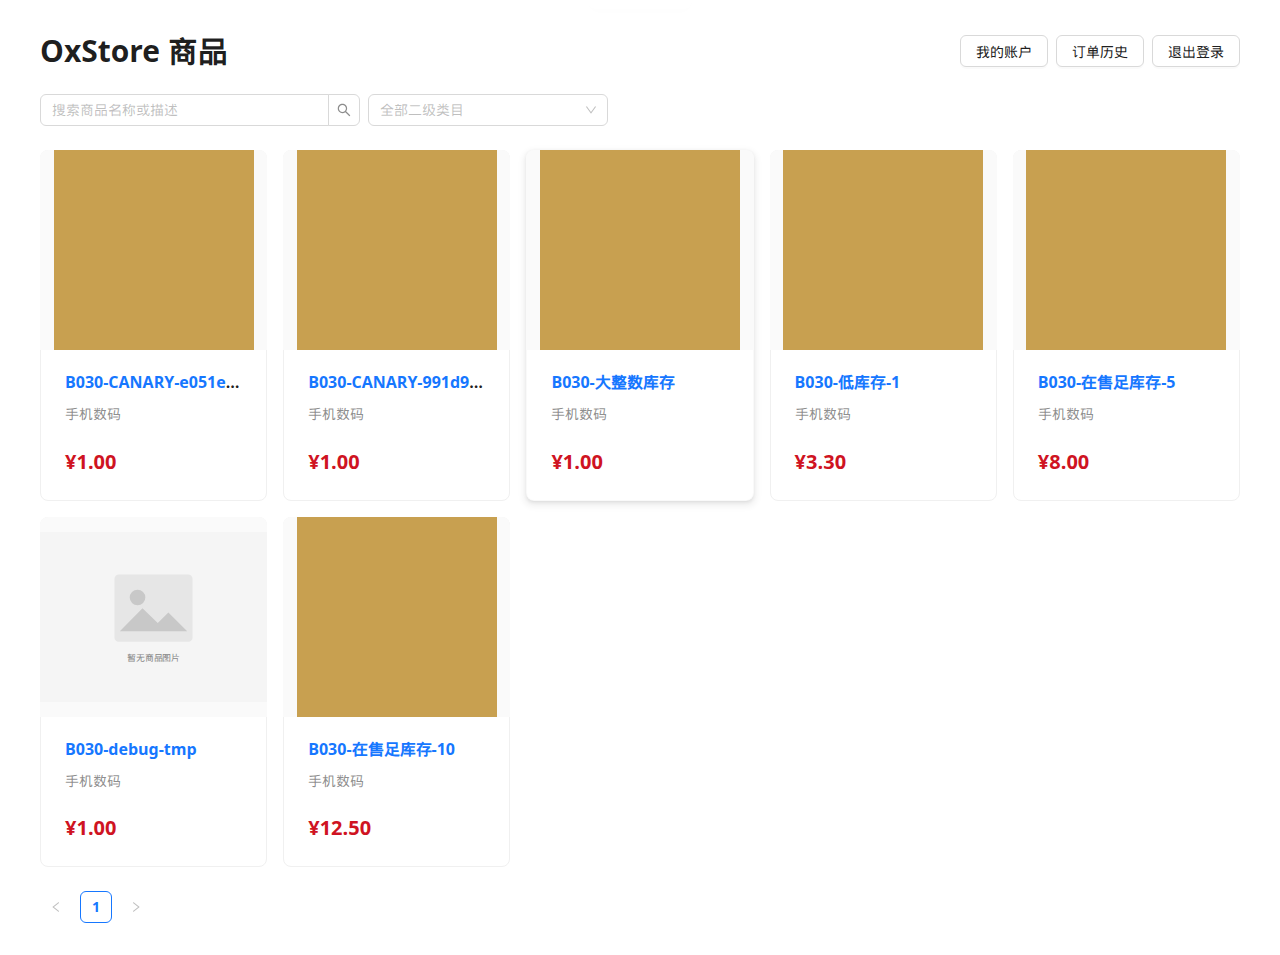 OxStore 商品
我的账户
订单历史
退出登录
搜索商品名称或描述
全部二级类目
B030-CANARY-e051e...
手机数码
¥1.00
B030-CANARY-991d9...
手机数码
¥1.00
B030-大整数库存
手机数码
¥1.00
B030-低库存-1
手机数码
¥3.30
B030-在售足库存-5
手机数码
¥8.00
暂无商品图片
B030-debug-tmp
手机数码
¥1.00
B030-在售足库存-10
手机数码
¥12.50
1